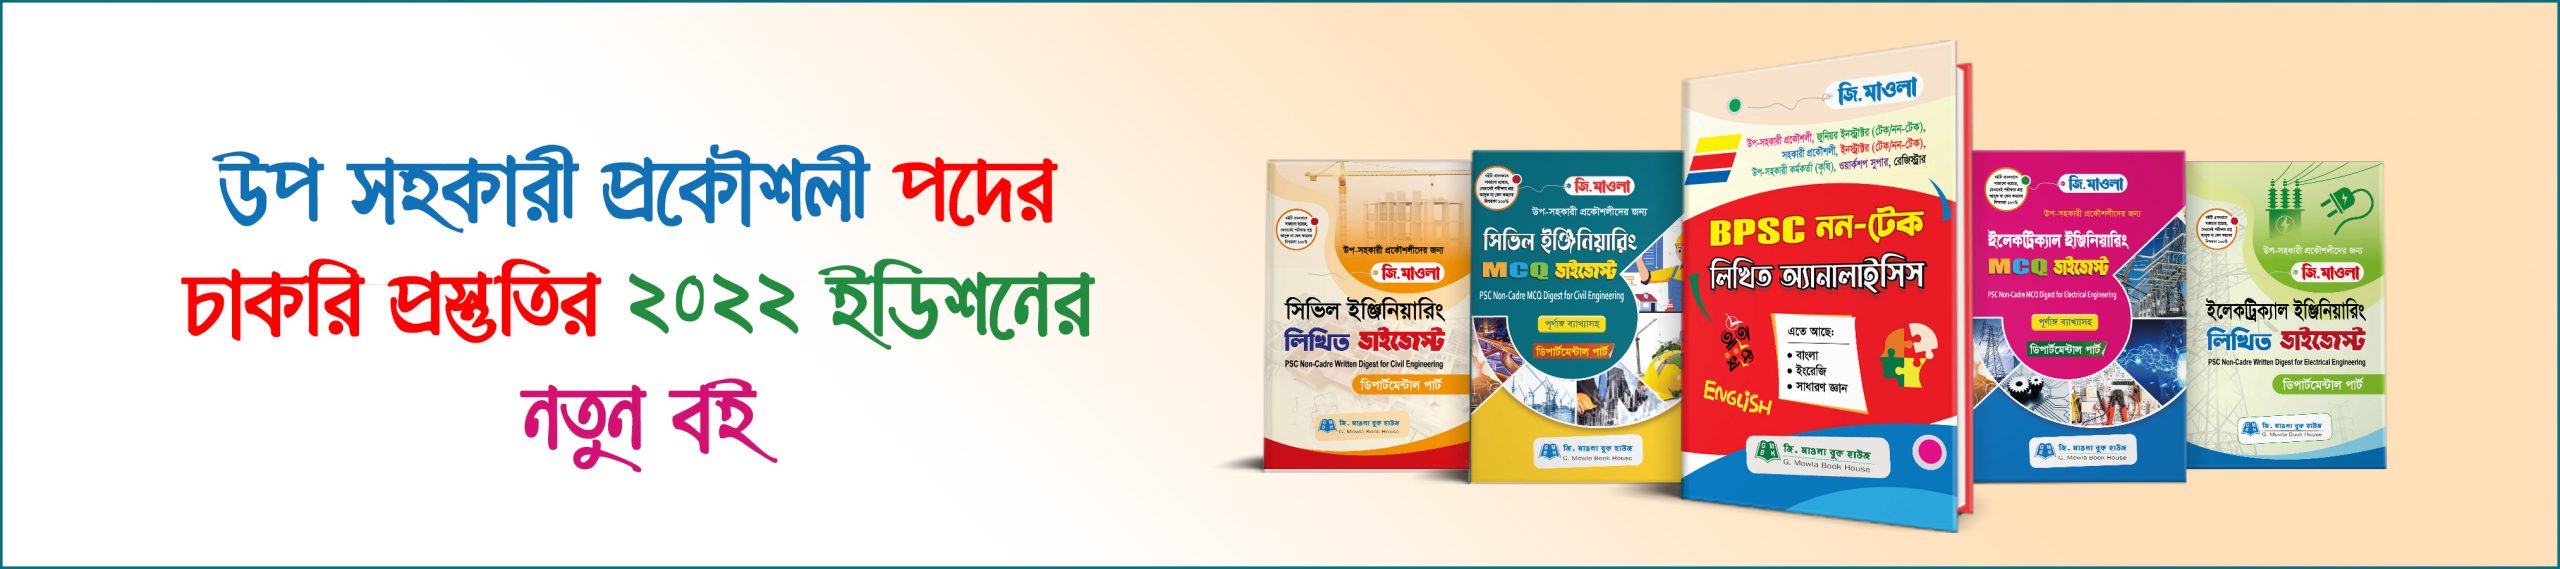 উপ সহকারী প্রকৌশলী পদের
চাকরি প্রস্তুতির ২০২২ ইডিশনের
নতুন বই
উপ-সহকারী প্রকৌশলীদের জন্য
জি.মাওলা
সিভিল ইঞ্জিনিয়ারিং
লিখিত ডাইজেস্ট
PSC Non-Cadre Written Digest for Civil Engineering
ডিপার্টমেন্টাল পার্ট
জি. মাওলা বুক হাউজ
G. Mowla Book House
জি.মাওলা
উপ-সহকারী প্রকৌশলীদের জন্য
সিভিল ইঞ্জিনিয়ারিং
MCQ ডাইজেস্ট
PSC Non-Cadre MCQ Digest for Civil Engineering
পূর্ণাঙ্গ ব্যাখ্যাসহ
ডিপার্টমেন্টাল পার্ট
জি. মাওলা বুক হাউজ
G. Mowla Book House
জি.মাওলা
উপ-সহকারী প্রকৌশলী, জুনিয়র ইনস্ট্রাক্টর (টেক/নন-টেক),
সহকারী প্রকৌশলী, ইনস্ট্রাক্টর (টেক/নন-টেক),
উপ-সহকারী কর্মকর্তা (কৃষি), ওয়ার্কশপ সুপার, রেজিস্ট্রার
BPSC নন-টেক
লিখিত অ্যানালাইসিস
এতে আছে:
• বাংলা
• ইংরেজি
• সাধারণ জ্ঞান
ENGLISH
জি. মাওলা বুক হাউজ
G. Mowla Book House
জি.মাওলা
উপ-সহকারী প্রকৌশলীদের জন্য
ইলেকট্রিক্যাল ইঞ্জিনিয়ারিং
MCQ ডাইজেস্ট
PSC Non-Cadre MCQ Digest for Electrical Engineering
পূর্ণাঙ্গ ব্যাখ্যাসহ
ডিপার্টমেন্টাল পার্ট
জি. মাওলা বুক হাউজ
G. Mowla Book House
উপ-সহকারী প্রকৌশলীদের জন্য
জি.মাওলা
ইলেকট্রিক্যাল ইঞ্জিনিয়ারিং
লিখিত ডাইজেস্ট
PSC Non-Cadre Written Digest for Electrical Engineering
ডিপার্টমেন্টাল পার্ট
জি. মাওলা বুক হাউজ
G. Mowla Book House